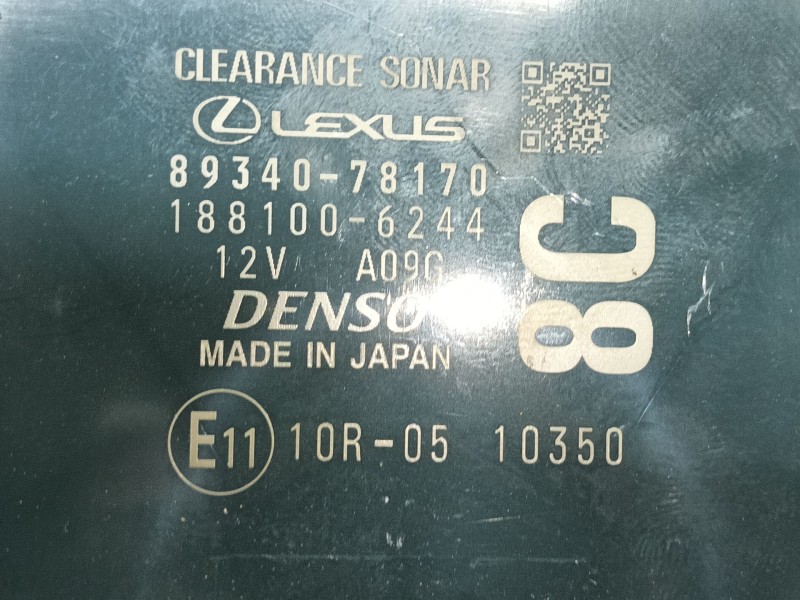 CLEARANCE SONAR
LEXUS
89340-78170
188100-6244
12V A09G
DENSO
MADE IN JAPAN
8C
E11 10R-05 10350